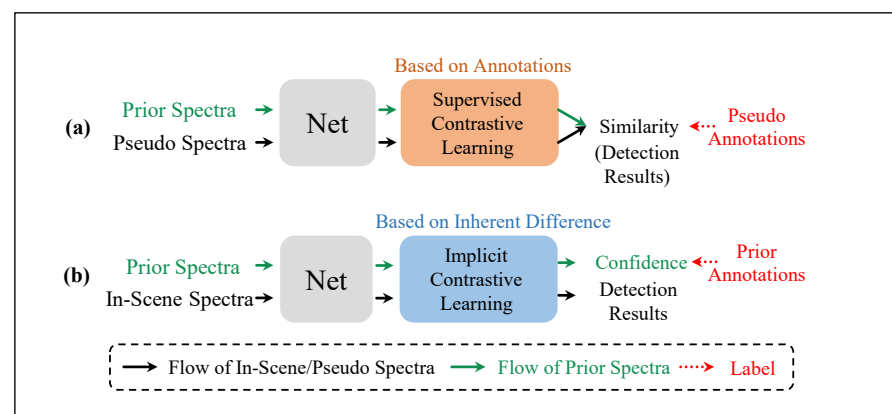 Based on Annotations
(a)
Prior Spectra
Pseudo Spectra
Net
Supervised
Contrastive
Learning
Similarity
(Detection
Results)
Pseudo
Annotations
Based on Inherent Difference
(b)
Prior Spectra
In-Scene Spectra
Net
Implicit
Contrastive
Learning
Confidence
Detection
Results
Prior
Annotations
Flow of In-Scene/Pseudo Spectra
Flow of Prior Spectra
Label